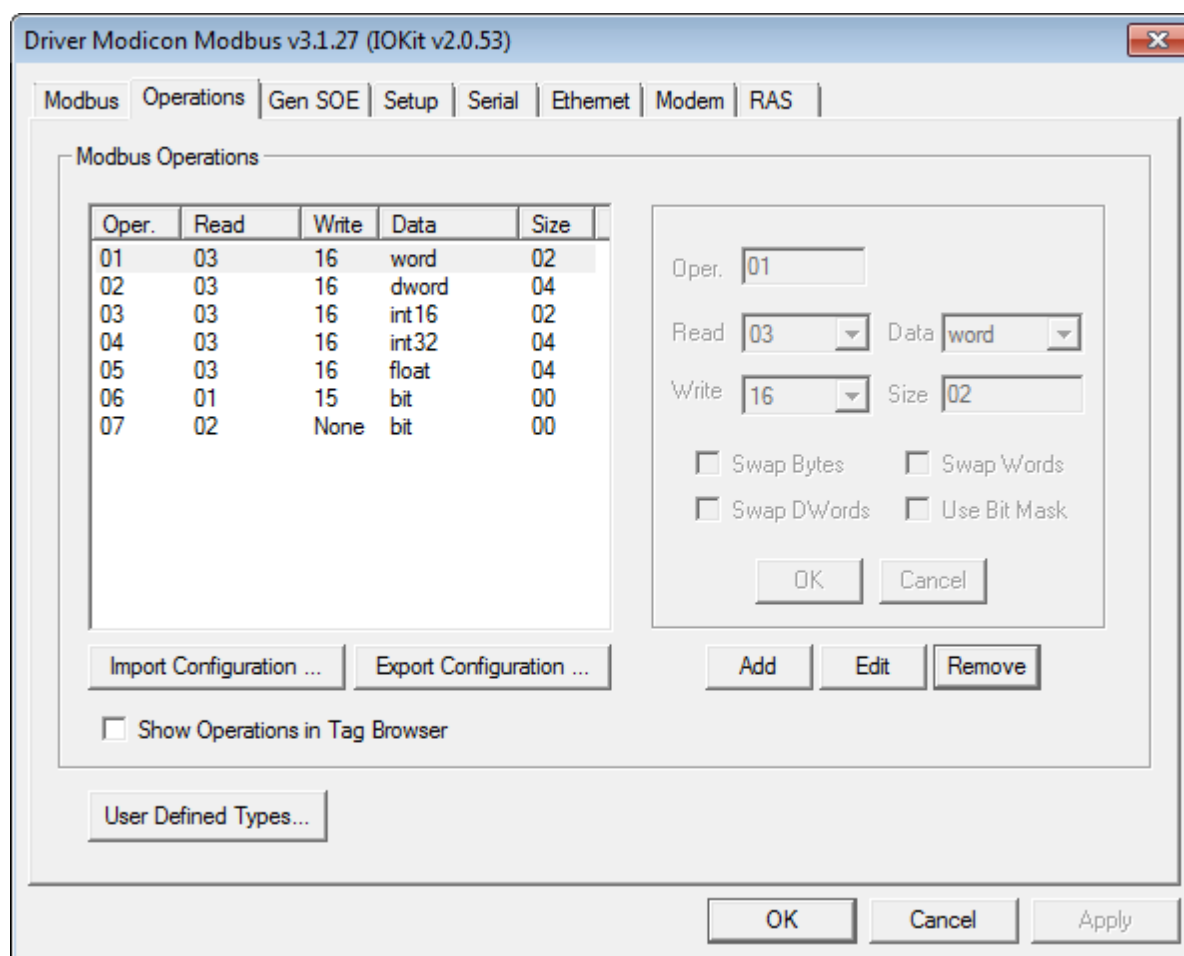 Driver Modicon Modbus v3.1.27 (IOKit v2.0.53)
Modbus Operations Gen SOE Setup Serial Ethernet Modem RAS
Modbus Operations
Oper. Read Write Data Size
01 03 16 word 02
02 03 16 dword 04
03 03 16 int16 02
04 03 16 int32 04
05 03 16 float 04
06 01 15 bit 00
07 02 None bit 00
Oper. 01
Read 03 Data word
Write 16 Size 02
Swap Bytes Swap Words
Swap DWords Use Bit Mask
OK Cancel
Import Configuration ... Export Configuration ... Add Edit Remove
Show Operations in Tag Browser
User Defined Types...
OK Cancel Apply